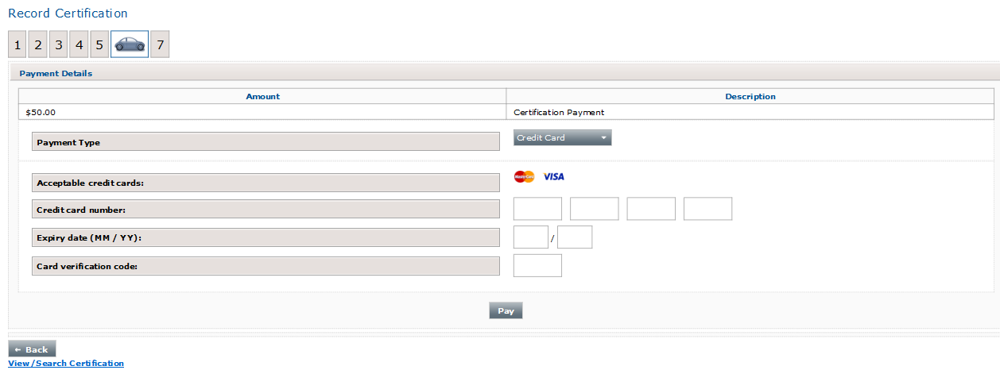 Record Certification
1 2 3 4 5 7
Payment Details
Amount Description
$50.00 Certification Payment
Payment Type Credit Card
Acceptable credit cards: MasterCard VISA
Credit card number:
Expiry date (MM / YY): /
Card verification code:
Pay
← Back
View/Search Certification